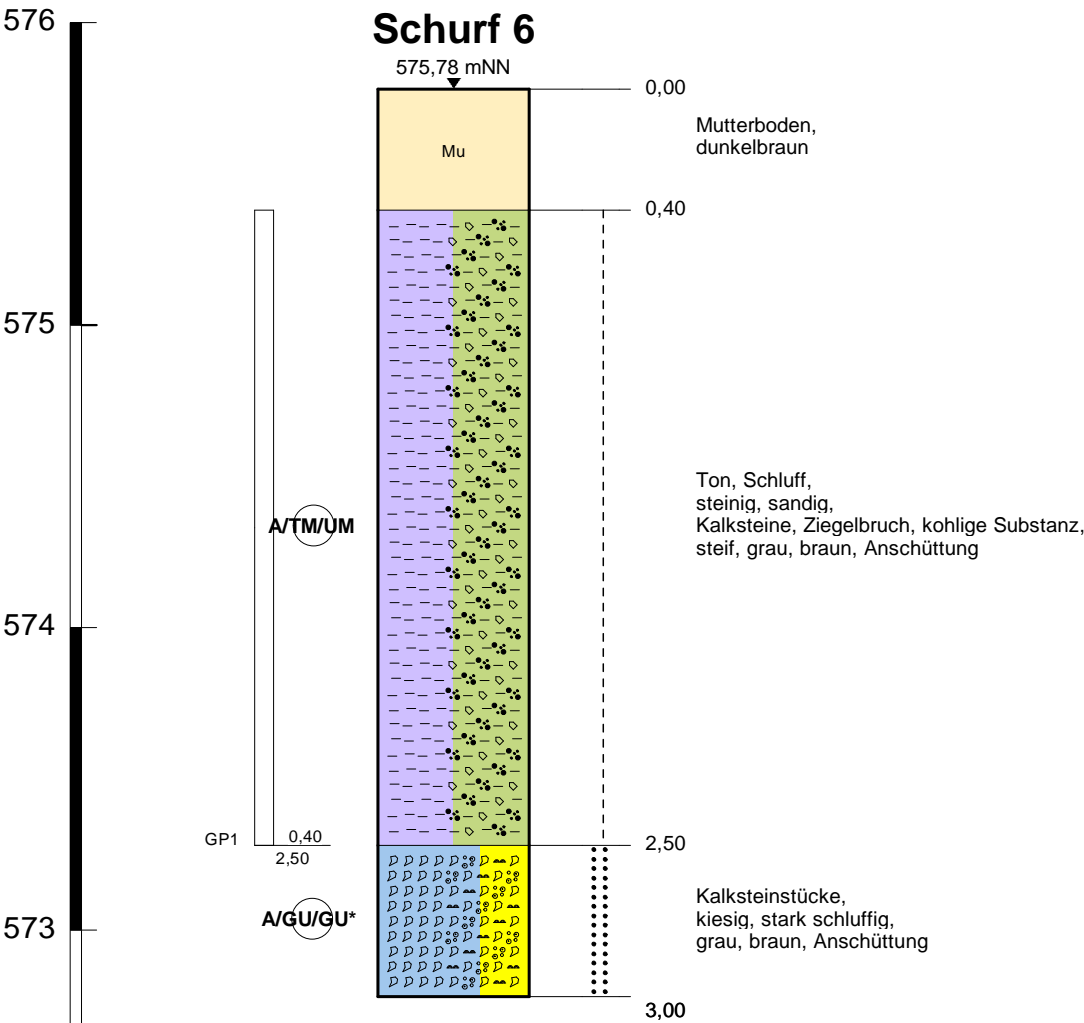 576
Schurf 6
575,78 mNN
0,00
Mutterboden,
dunkelbraun
Mu
0,40
575
Ton, Schluff,
steinig, sandig,
Kalksteine, Ziegelbruch, kohlige Substanz,
steif, grau, braun, Anschüttung
A/TM/UM
574
GP1 0,40
2,50
2,50
Kalksteinstücke,
kiesig, stark schluffig,
grau, braun, Anschüttung
A/GU/GU*
573
3,00